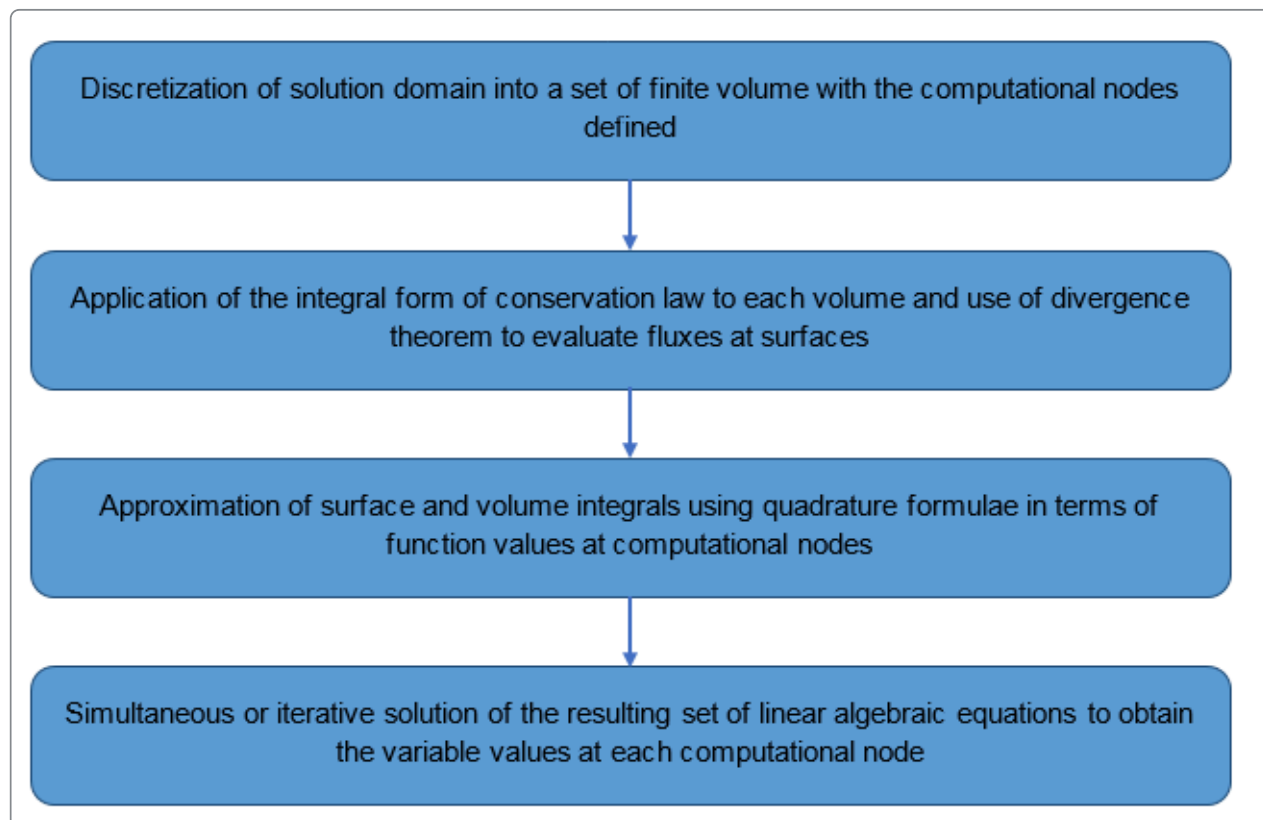 Discretization of solution domain into a set of finite volume with the computational nodes
defined
Application of the integral form of conservation law to each volume and use of divergence
theorem to evaluate fluxes at surfaces
Approximation of surface and volume integrals using quadrature formulae in terms of
function values at computational nodes
Simultaneous or iterative solution of the resulting set of linear algebraic equations to obtain
the variable values at each computational node